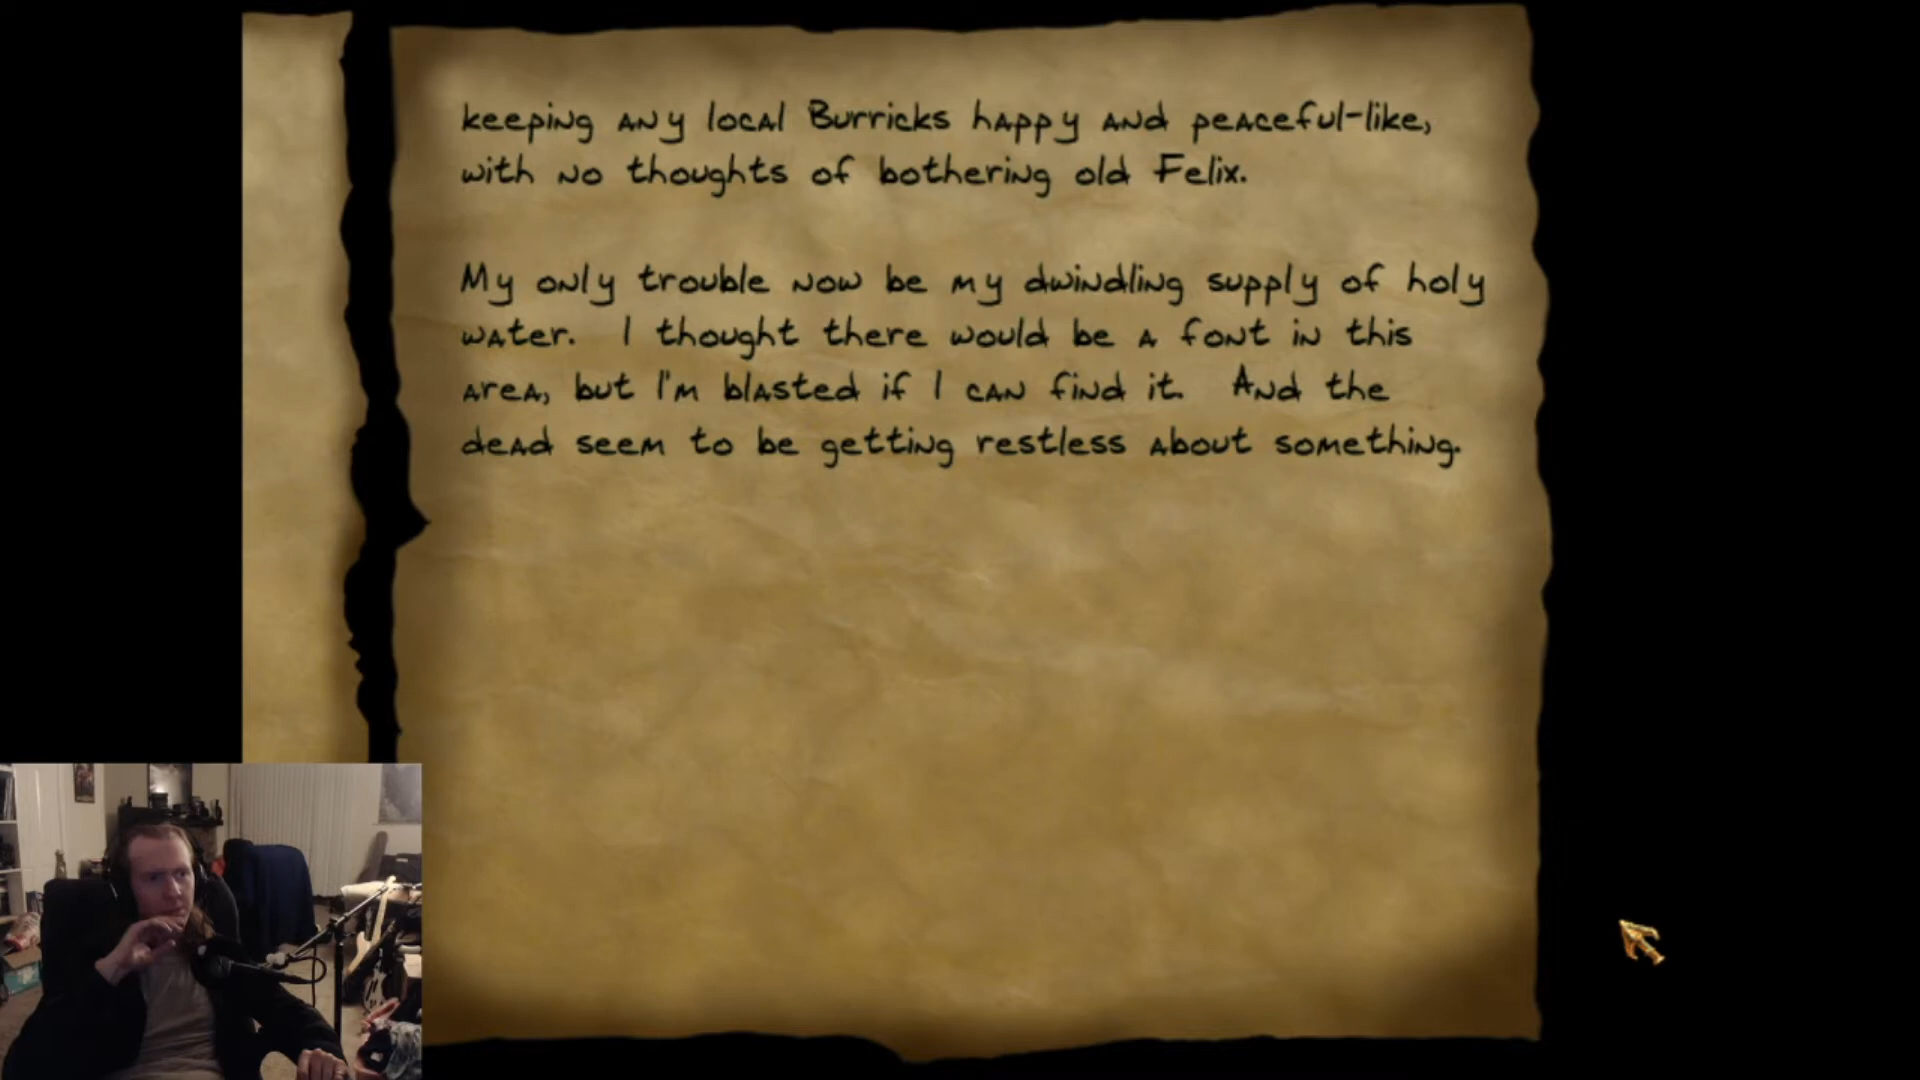 keeping any local Burricks happy and peaceful-like,
with no thoughts of bothering old Felix.
My only trouble now be my dwindling supply of holy
water. I thought there would be a font in this
area, but I'm blasted if I can find it. And the
dead seem to be getting restless about something.